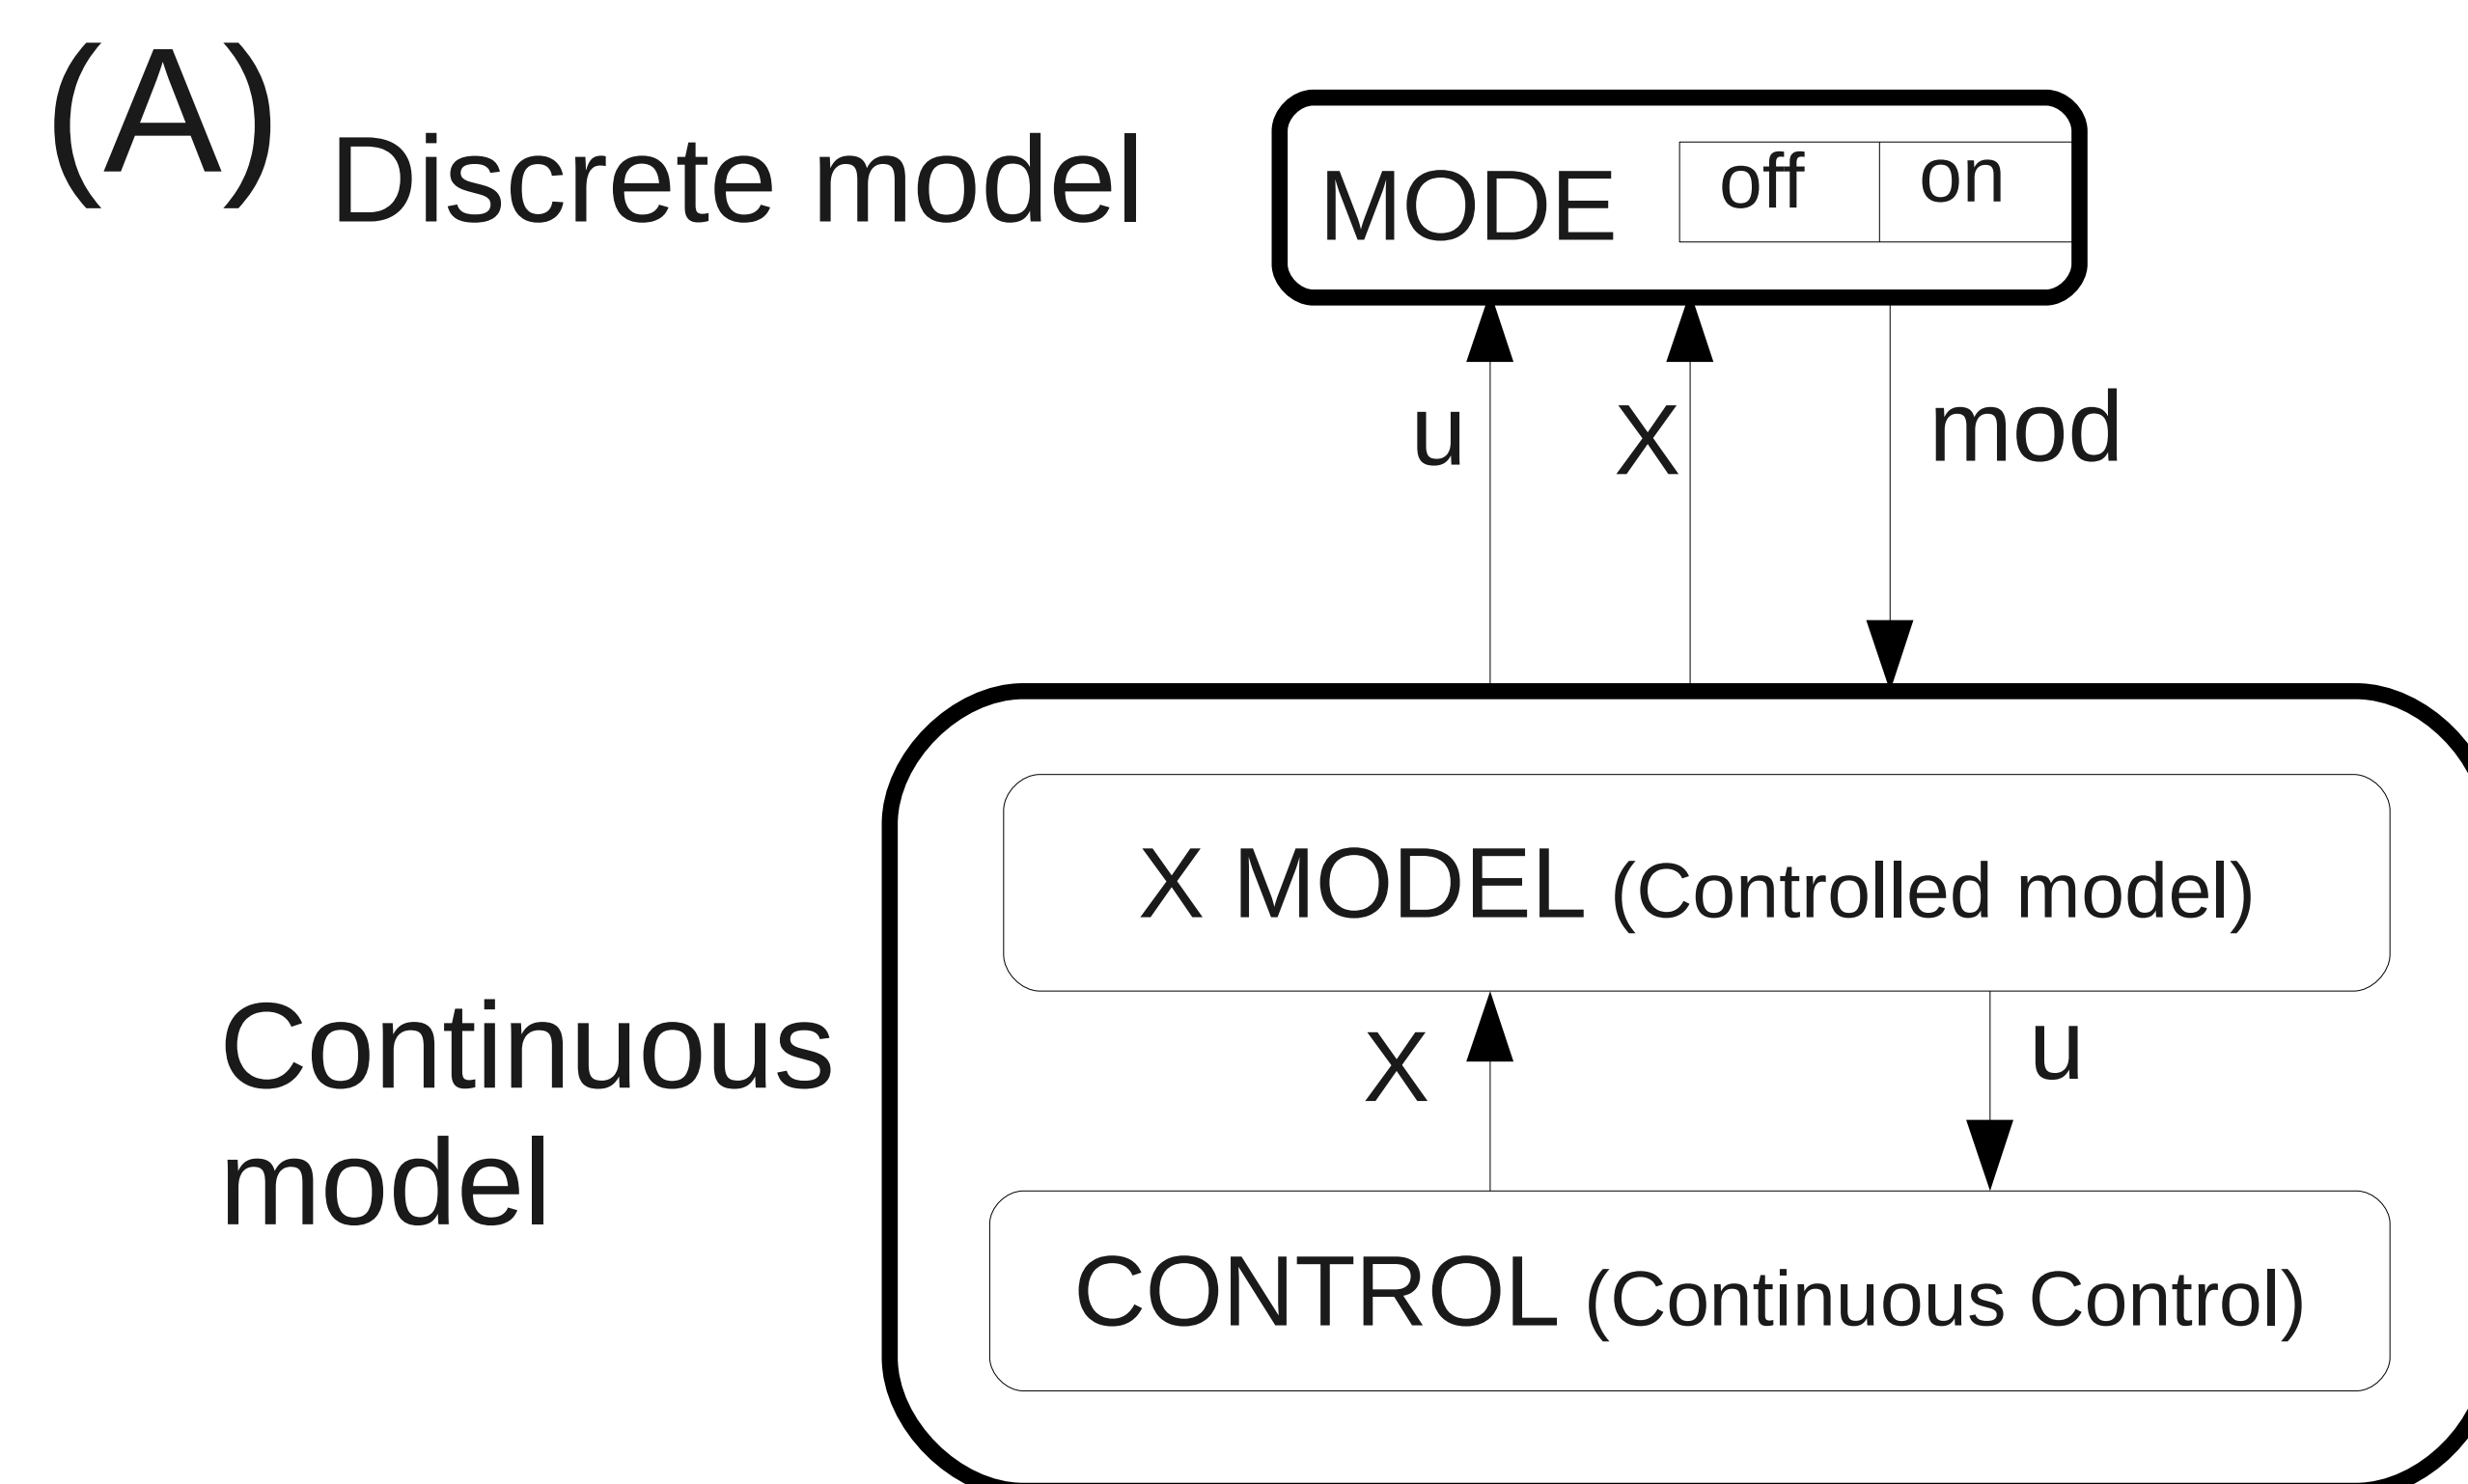 (A)
Discrete model
MODE off on
u X mod
X MODEL (Controlled model)
X u
Continuous
model
CONTROL (Continuous Control)